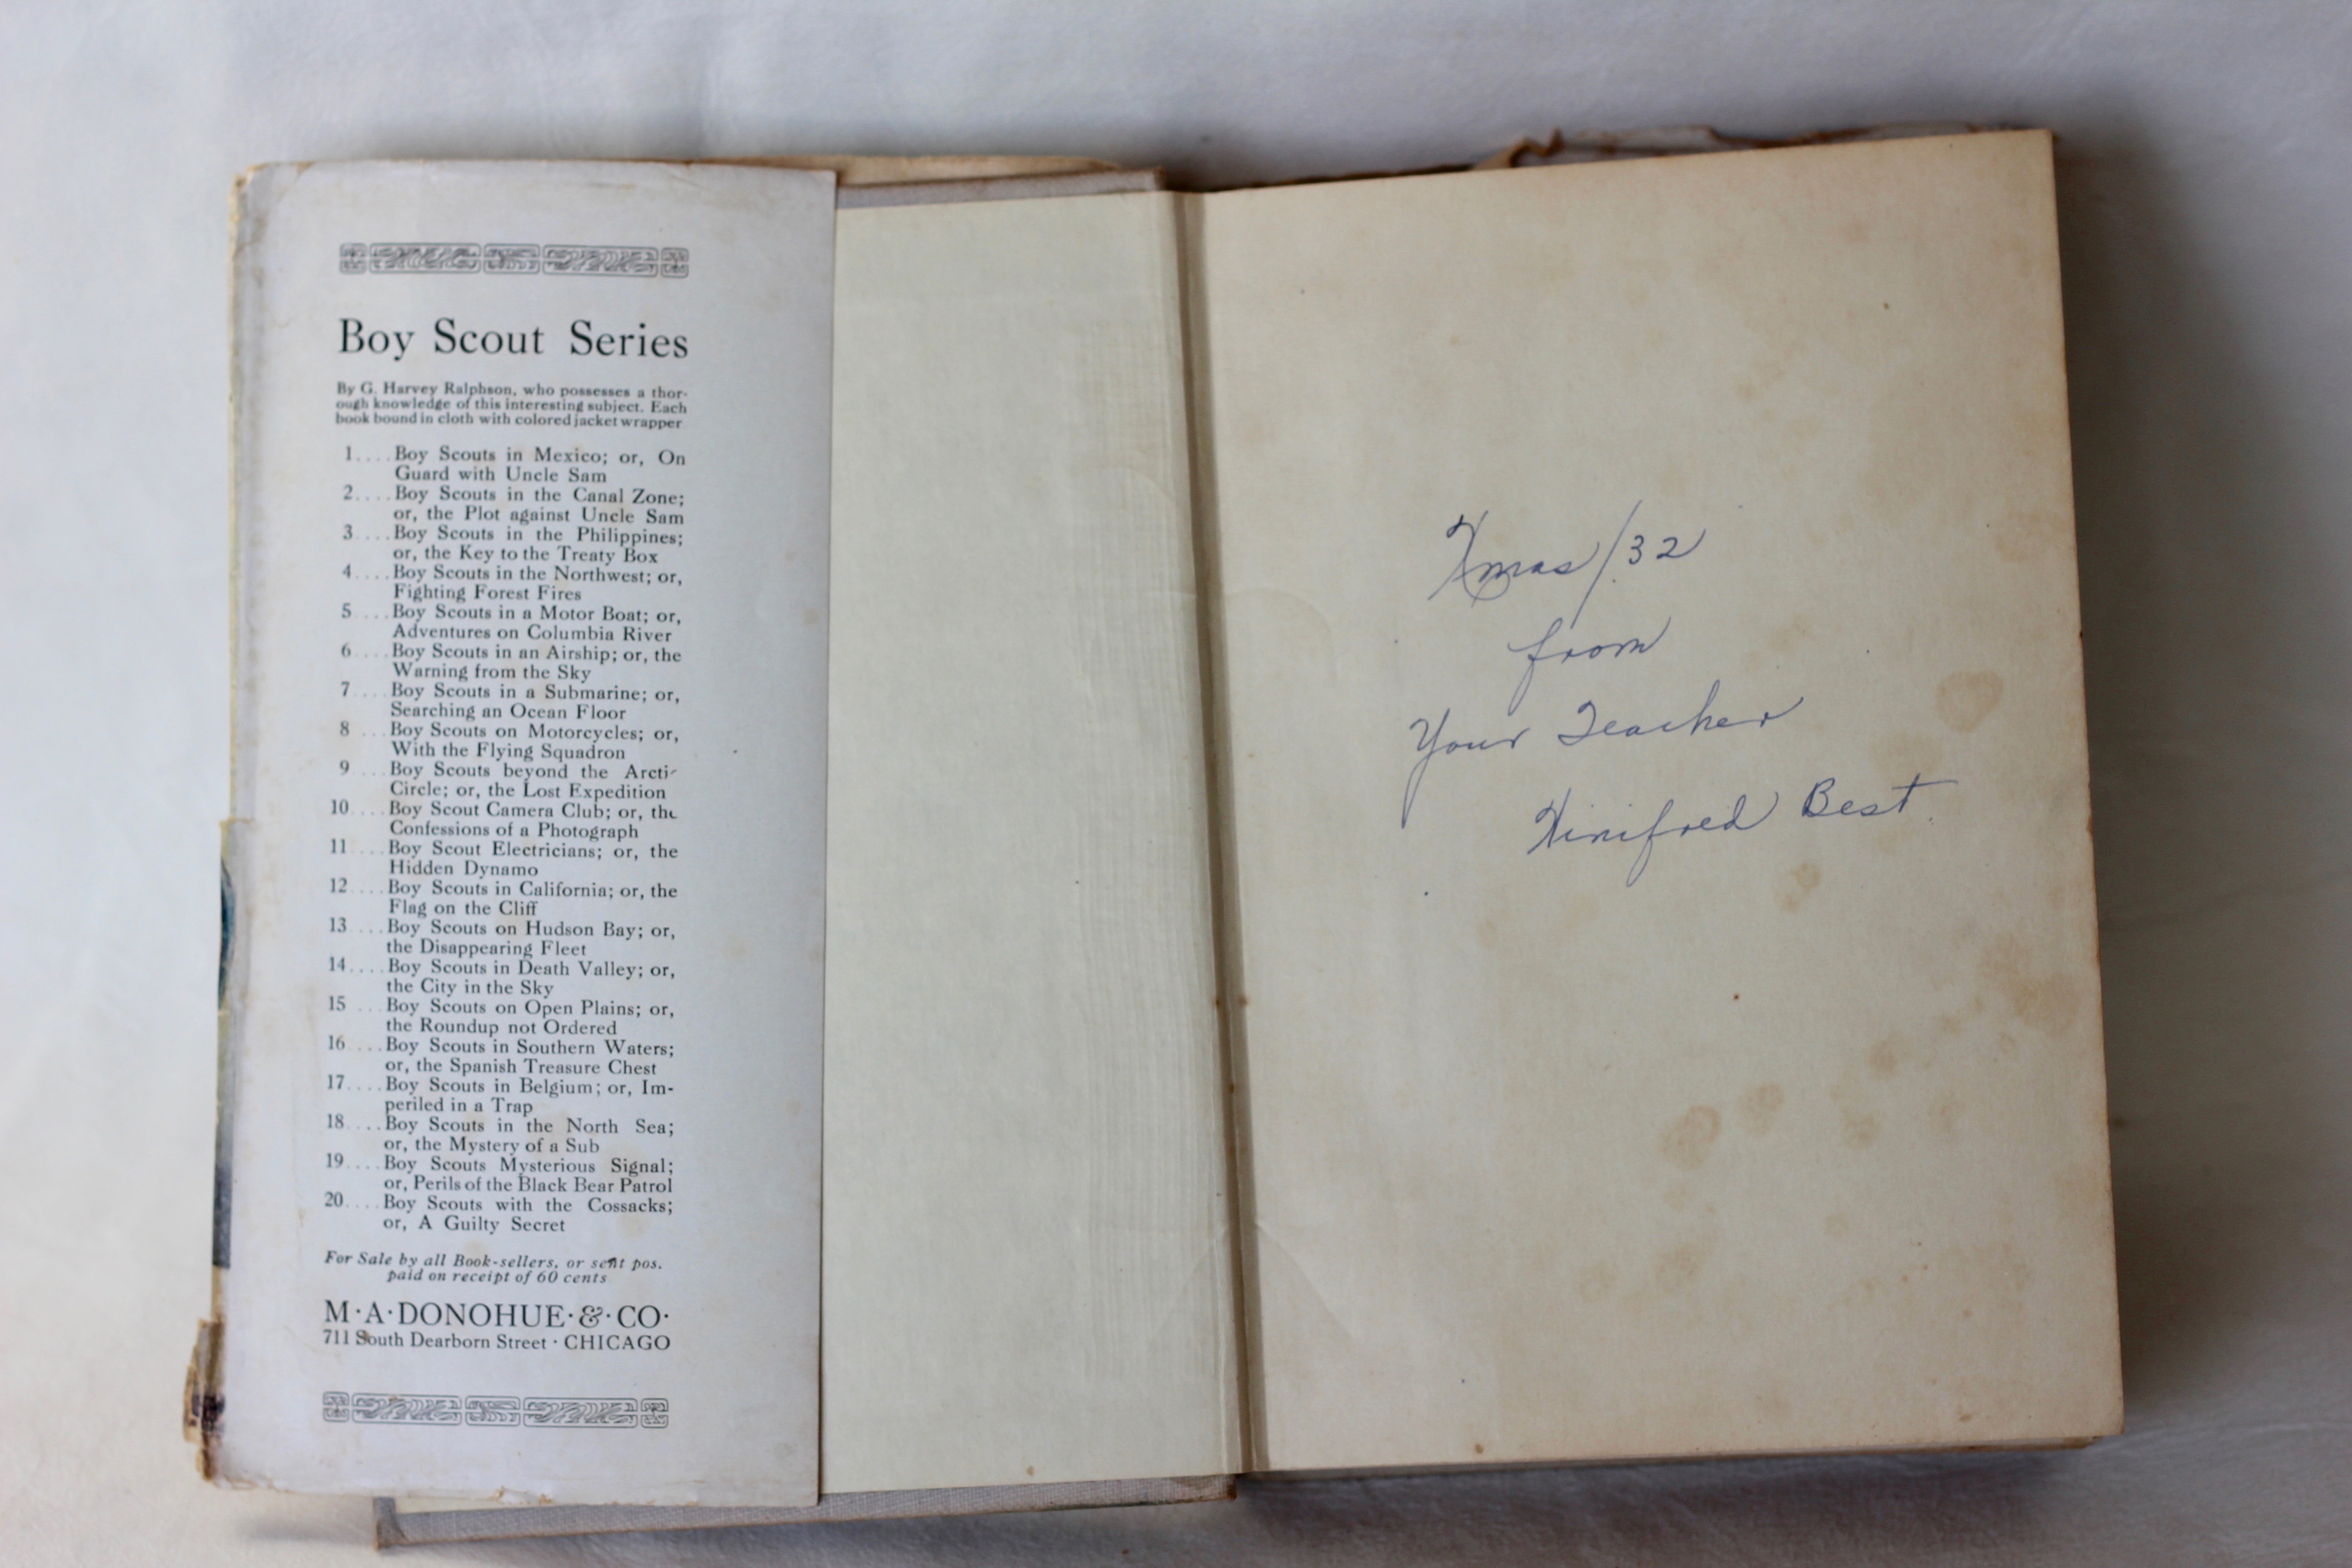 Boy Scout Series
By G. Harvey Ralphson, who possesses a thor-
ough knowledge of this interesting subject. Each
book bound in cloth with colored jacket wrapper
1.... Boy Scouts in Mexico; or, On
Guard with Uncle Sam
2.... Boy Scouts in the Canal Zone;
or, the Plot against Uncle Sam
3.... Boy Scouts in the Philippines;
or, the Key to the Treaty Box
4.... Boy Scouts in the Northwest; or,
Fighting Forest Fires
5.... Boy Scouts in a Motor Boat; or,
Adventures on Columbia River
6.... Boy Scouts in an Airship; or, the
Warning from the Sky
7.... Boy Scouts in a Submarine; or,
Searching an Ocean Floor
8.... Boy Scouts on Motorcycles; or,
With the Flying Squadron
9.... Boy Scouts beyond the Arctic
Circle; or, the Lost Expedition
10.... Boy Scout Camera Club; or, the
Confessions of a Photograph
11.... Boy Scout Electricians; or, the
Hidden Dynamo
12.... Boy Scouts in California; or, the
Flag on the Cliff
13.... Boy Scouts on Hudson Bay; or,
the Disappearing Fleet
14.... Boy Scouts in Death Valley; or,
the City in the Sky
15.... Boy Scouts on Open Plains; or,
the Roundup not Ordered
16.... Boy Scouts in Southern Waters;
or, the Spanish Treasure Chest
17.... Boy Scouts in Belgium; or, Im-
periled in a Trap
18.... Boy Scouts in the North Sea;
or, the Mystery of a Sub
19.... Boy Scouts Mysterious Signal;
or, Perils of the Black Bear Patrol
20.... Boy Scouts with the Cossacks;
or, A Guilty Secret
For Sale by all Book-sellers, or sent pos.
paid on receipt of 60 cents
M·A·DONOHUE·&·CO·
711 South Dearborn Street · CHICAGO
Xmas/32
from
Your Teacher
Winifred Best.